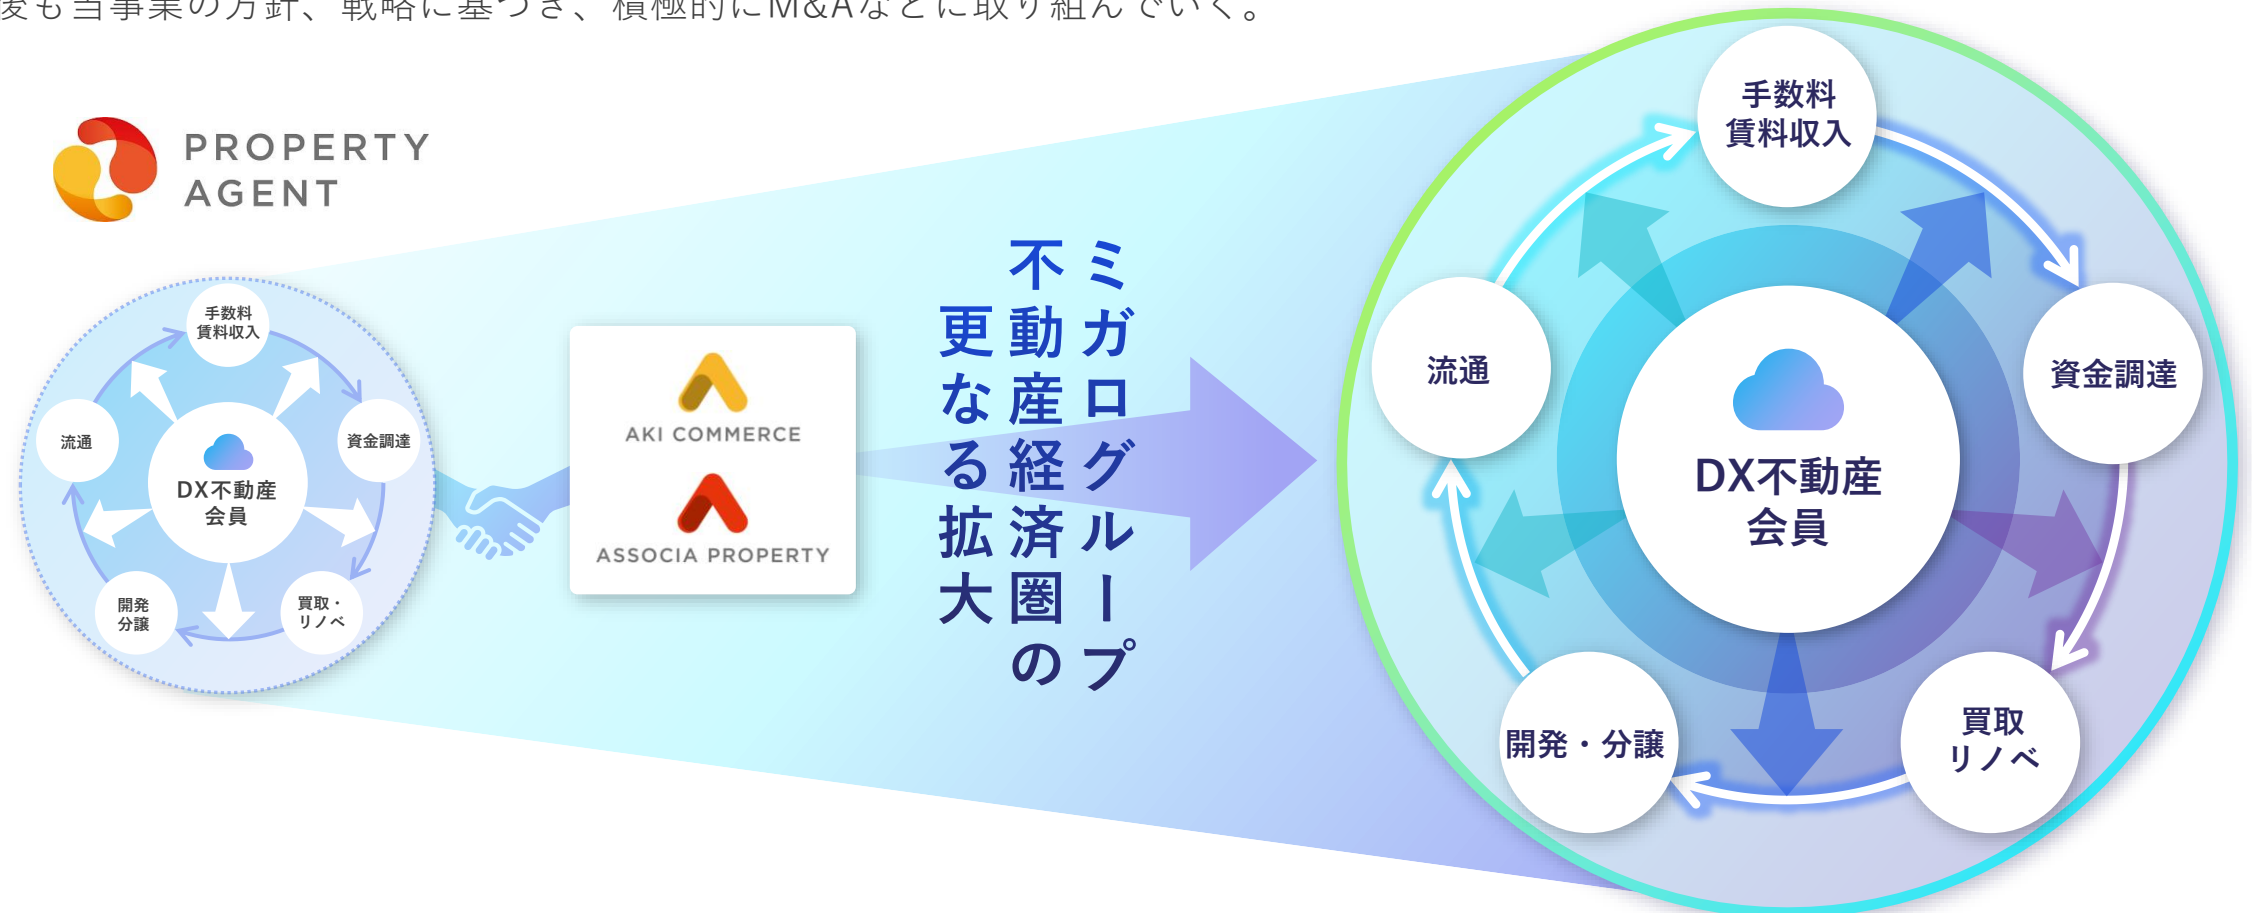 後も当事業の方針、戦略に基づき、積極的にM&Aなどに取り組んでいく。
PROPERTY
AGENT
手数料
賃料収入
流通
資金調達
DX不動産
会員
開発
分譲
買取・
リノベ
AKI COMMERCE
ASSOCIA PROPERTY
ミガログループ
不動産経済圏の
更なる拡大
手数料
賃料収入
流通
資金調達
DX不動産
会員
開発・分譲
買取
リノベ